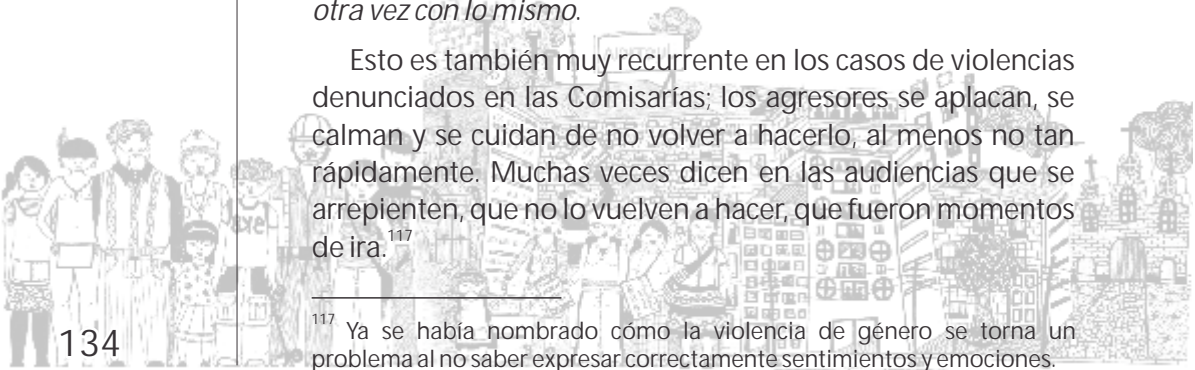 otra vez con lo mismo.
Esto es también muy recurrente en los casos de violencias
denunciados en las Comisarías; los agresores se aplacan, se
calman y se cuidan de no volver a hacerlo, al menos no tan
rápidamente. Muchas veces dicen en las audiencias que se
arrepienten, que no lo vuelven a hacer, que fueron momentos
de ira.117
117 Ya se había nombrado cómo la violencia de género se torna un
problema al no saber expresar correctamente sentimientos y emociones.
134